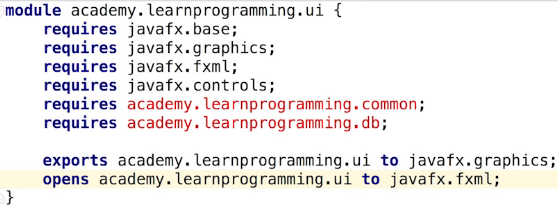 module academy.learnprogramming.ui {
requires javafx.base;
requires javafx.graphics;
requires javafx.fxml;
requires javafx.controls;
requires academy.learnprogramming.common;
requires academy.learnprogramming.db;
exports academy.learnprogramming.ui to javafx.graphics;
opens academy.learnprogramming.ui to javafx.fxml;
}